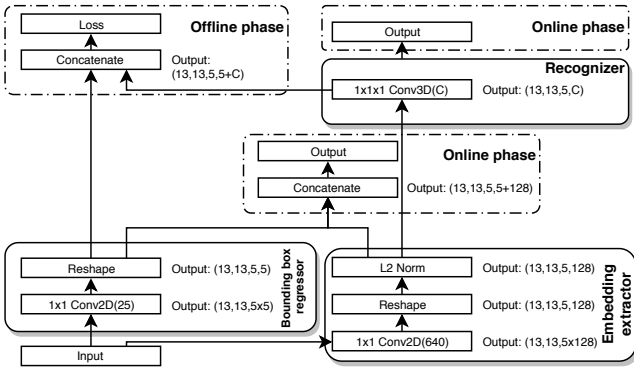 Loss
Offline phase
Concatenate
Output:
(13,13,5,5+C)
Output
Online phase
Recognizer
1x1x1 Conv3D(C)
Output: (13,13,5,C)
Output
Online phase
Concatenate
Output: (13,13,5,5+128)
Reshape
Output: (13,13,5,5)
1x1 Conv2D(25)
Output: (13,13,5x5)
Bounding box
regressor
Input
L2 Norm
Output: (13,13,5,128)
Reshape
Output: (13,13,5,128)
1x1 Conv2D(640)
Output: (13,13,5x128)
Embedding
extractor